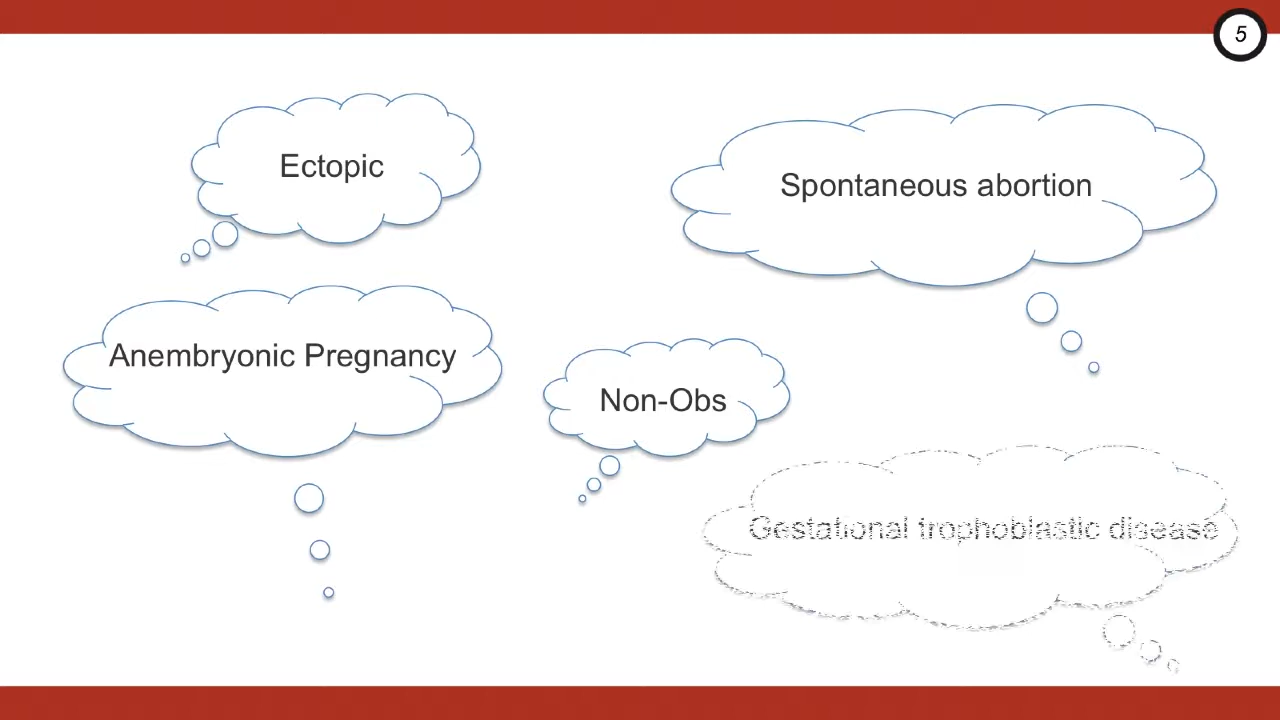 5
Ectopic
Spontaneous abortion
Anembryonic Pregnancy
Non-Obs
Gestational trophoblastic disease